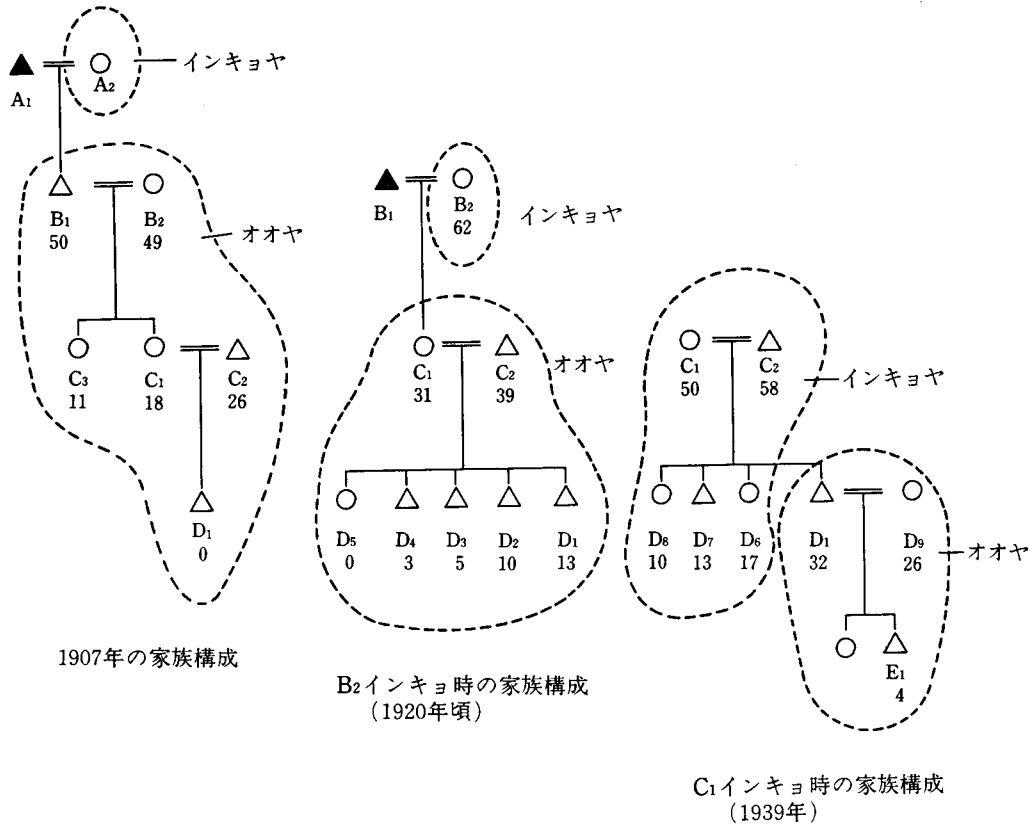 インキョヤ
A1
A2
B1
50
B2
49
オオヤ
C3
11
C1
18
C2
26
D1
0
1907年の家族構成
B1
B2
62
インキョヤ
C1
31
C2
39
オオヤ
D5
0
D4
3
D3
5
D2
10
D1
13
B2インキョ時の家族構成
(1920年頃)
C1
50
C2
58
インキョヤ
D8
10
D7
13
D6
17
D1
32
D9
26
オオヤ
E1
4
C1インキョ時の家族構成
(1939年)